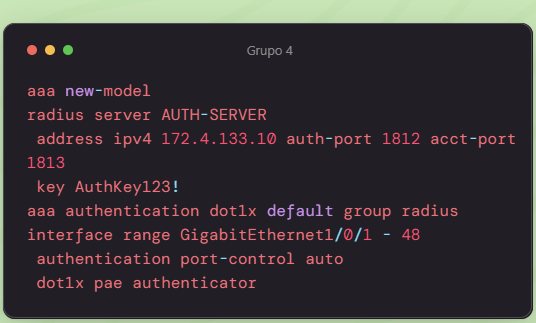 Grupo 4
aaa new-model
radius server AUTH-SERVER
address ipv4 172.4.133.10 auth-port 1812 acct-port
1813
key AuthKey123!
aaa authentication dot1x default group radius
interface range GigabitEthernet1/0/1 - 48
authentication port-control auto
dot1x pae authenticator